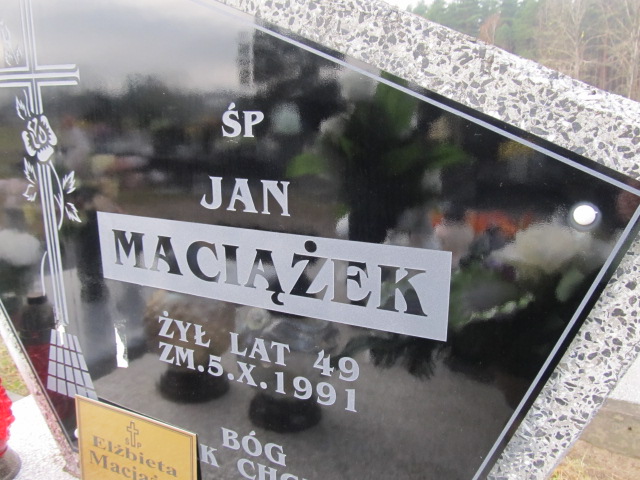 ŚP
JAN
MACIĄŻEK
ŻYŁ LAT 49
ZM.5.X.1991
BÓG
Ś.P.
Elżbieta